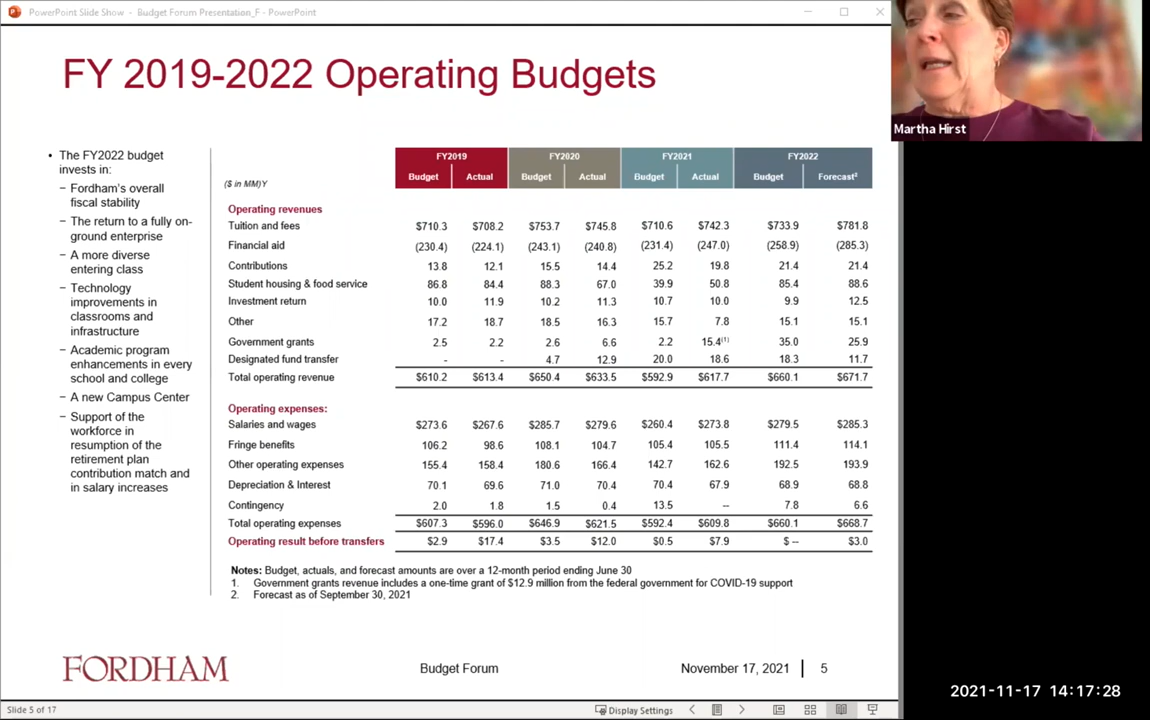 PowerPoint Slide Show - Budget Forum Presentation_F - PowerPoint
Martha Hirst
FY 2019-2022 Operating Budgets
• The FY2022 budget
invests in:
− Fordham's overall
fiscal stability
− The return to a fully on-
ground enterprise
− A more diverse
entering class
− Technology
improvements in
classrooms and
infrastructure
− Academic program
enhancements in every
school and college
− A new Campus Center
− Support of the
workforce in
resumption of the
retirement plan
contribution match and
in salary increases
FY2019 FY2020 FY2021 FY2022
($ in MM)Y Budget Actual Budget Actual Budget Actual Budget Forecast²
Operating revenues
Tuition and fees $710.3 $708.2 $753.7 $745.8 $710.6 $742.3 $733.9 $781.8
Financial aid (230.4) (224.1) (243.1) (240.8) (231.4) (247.0) (258.9) (285.3)
Contributions 13.8 12.1 15.5 14.4 25.2 19.8 21.4 21.4
Student housing & food service 86.8 84.4 88.3 67.0 39.9 50.8 85.4 88.6
Investment return 10.0 11.9 10.2 11.3 10.7 10.0 9.9 12.5
Other 17.2 18.7 18.5 16.3 15.7 7.8 15.1 15.1
Government grants 2.5 2.2 2.6 6.6 2.2 15.4(1) 35.0 25.9
Designated fund transfer - - 4.7 12.9 20.0 18.6 18.3 11.7
Total operating revenue $610.2 $613.4 $650.4 $633.5 $592.9 $617.7 $660.1 $671.7
Operating expenses:
Salaries and wages $273.6 $267.6 $285.7 $279.6 $260.4 $273.8 $279.5 $285.3
Fringe benefits 106.2 98.6 108.1 104.7 105.4 105.5 111.4 114.1
Other operating expenses 155.4 158.4 180.6 166.4 142.7 162.6 192.5 193.9
Depreciation & Interest 70.1 69.6 71.0 70.4 70.4 67.9 68.9 68.8
Contingency 2.0 1.8 1.5 0.4 13.5 -- 7.8 6.6
Total operating expenses $607.3 $596.0 $646.9 $621.5 $592.4 $609.8 $660.1 $668.7
Operating result before transfers $2.9 $17.4 $3.5 $12.0 $0.5 $7.9 $ -- $3.0
Notes: Budget, actuals, and forecast amounts are over a 12-month period ending June 30
1. Government grants revenue includes a one-time grant of $12.9 million from the federal government for COVID-19 support
2. Forecast as of September 30, 2021
FORDHAM
Budget Forum
November 17, 2021 | 5
2021-11-17 14:17:28
Slide 5 of 17
Display Settings